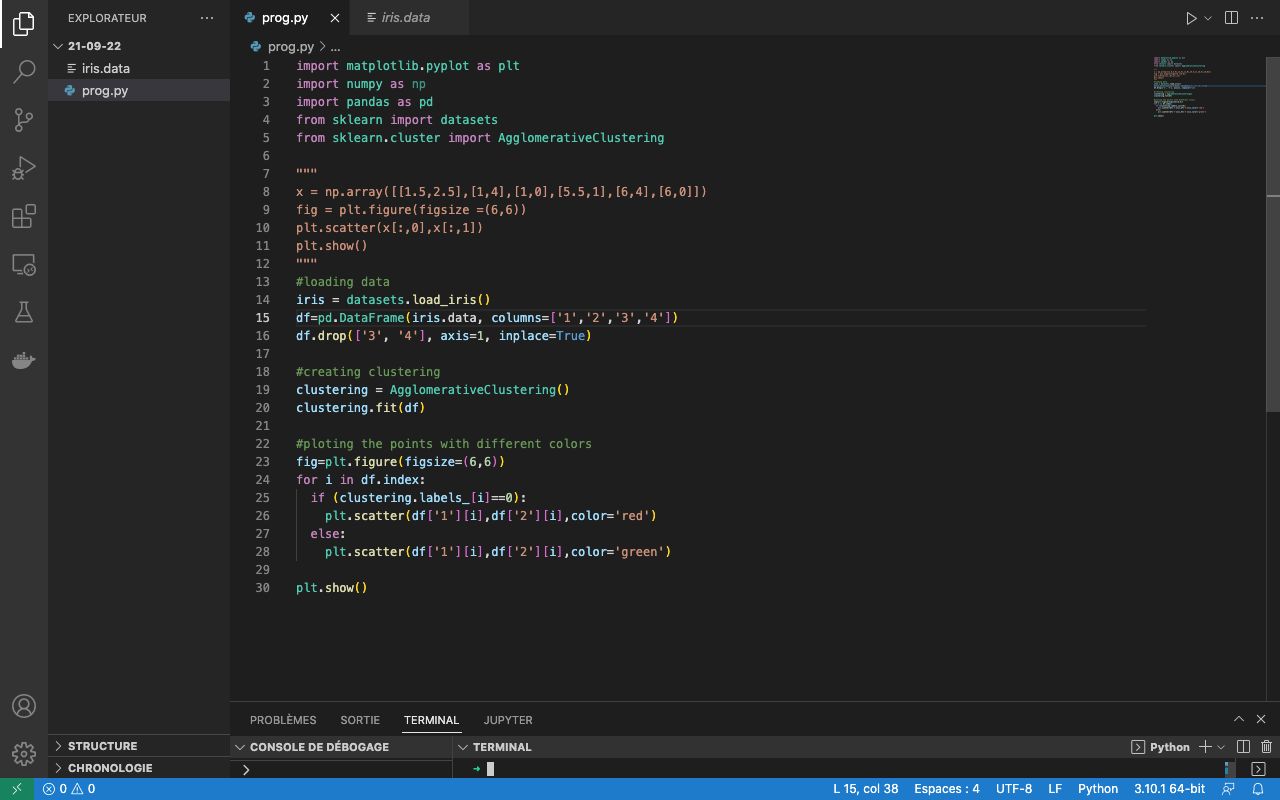 EXPLORATEUR
21-09-22
iris.data
prog.py
prog.py
iris.data
prog.py > ...
1 import matplotlib.pyplot as plt
2 import numpy as np
3 import pandas as pd
4 from sklearn import datasets
5 from sklearn.cluster import AgglomerativeClustering
6
7 """
8 x = np.array([[1.5,2.5],[1,4],[1,0],[5.5,1],[6,4],[6,0]])
9 fig = plt.figure(figsize =(6,6))
10 plt.scatter(x[:,0],x[:,1])
11 plt.show()
12 """
13 #loading data
14 iris = datasets.load_iris()
15 df=pd.DataFrame(iris.data, columns=['1','2','3','4'])
16 df.drop(['3', '4'], axis=1, inplace=True)
17
18 #creating clustering
19 clustering = AgglomerativeClustering()
20 clustering.fit(df)
21
22 #ploting the points with different colors
23 fig=plt.figure(figsize=(6,6))
24 for i in df.index:
25 if (clustering.labels_[i]==0):
26 plt.scatter(df['1'][i],df['2'][i],color='red')
27 else:
28 plt.scatter(df['1'][i],df['2'][i],color='green')
29
30 plt.show()
STRUCTURE
CHRONOLOGIE
PROBLÈMES SORTIE TERMINAL JUPYTER
CONSOLE DE DÉBOGAGE
TERMINAL
Python
0 0
L 15, col 38 Espaces : 4 UTF-8 LF Python 3.10.1 64-bit